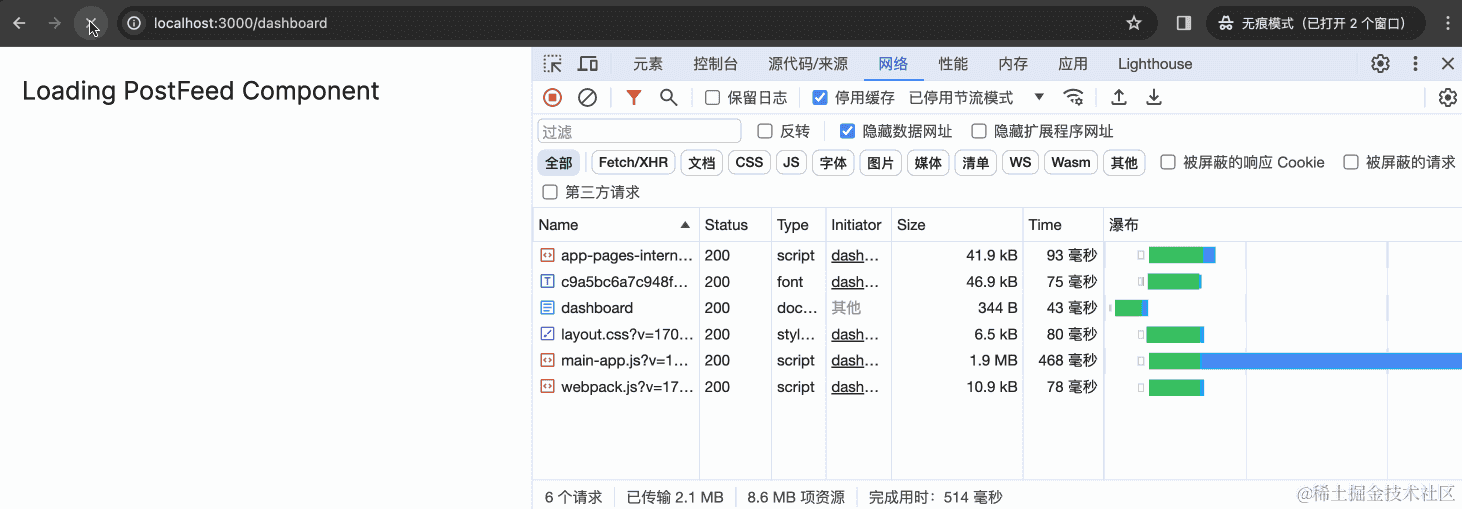 localhost:3000/dashboard
无痕模式（已打开 2 个窗口）
Loading PostFeed Component
元素 控制台 源代码/来源 网络 性能 内存 应用 Lighthouse
保留日志 停用缓存 已停用节流模式
过滤 反转 隐藏数据网址 隐藏扩展程序网址
全部 Fetch/XHR 文档 CSS JS 字体 图片 媒体 清单 WS Wasm 其他 被屏蔽的响应 Cookie 被屏蔽的请求
第三方请求
Name Status Type Initiator Size Time 瀑布
app-pages-intern… 200 script dash… 41.9 kB 93 毫秒
c9a5bc6a7c948f… 200 font dash… 46.9 kB 75 毫秒
dashboard 200 doc… 其他 344 B 43 毫秒
layout.css?v=170… 200 styl… dash… 6.5 kB 80 毫秒
main-app.js?v=1… 200 script dash… 1.9 MB 468 毫秒
webpack.js?v=17… 200 script dash… 10.9 kB 78 毫秒
6 个请求 已传输 2.1 MB 8.6 MB 项资源 完成用时：514 毫秒
@稀土掘金技术社区